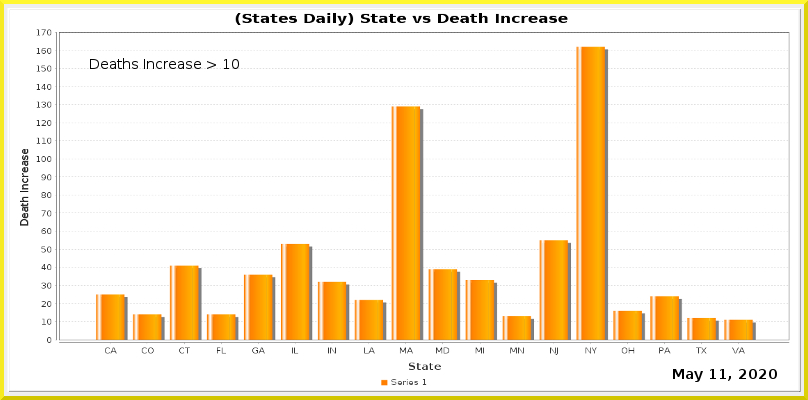 (States Daily) State vs Death Increase
Deaths Increase > 10
Death Increase
170
160
150
140
130
120
110
100
90
80
70
60
50
40
30
20
10
0
CA CO CT FL GA IL IN LA MA MD MI MN NJ NY OH PA TX VA
State
Series 1
May 11, 2020